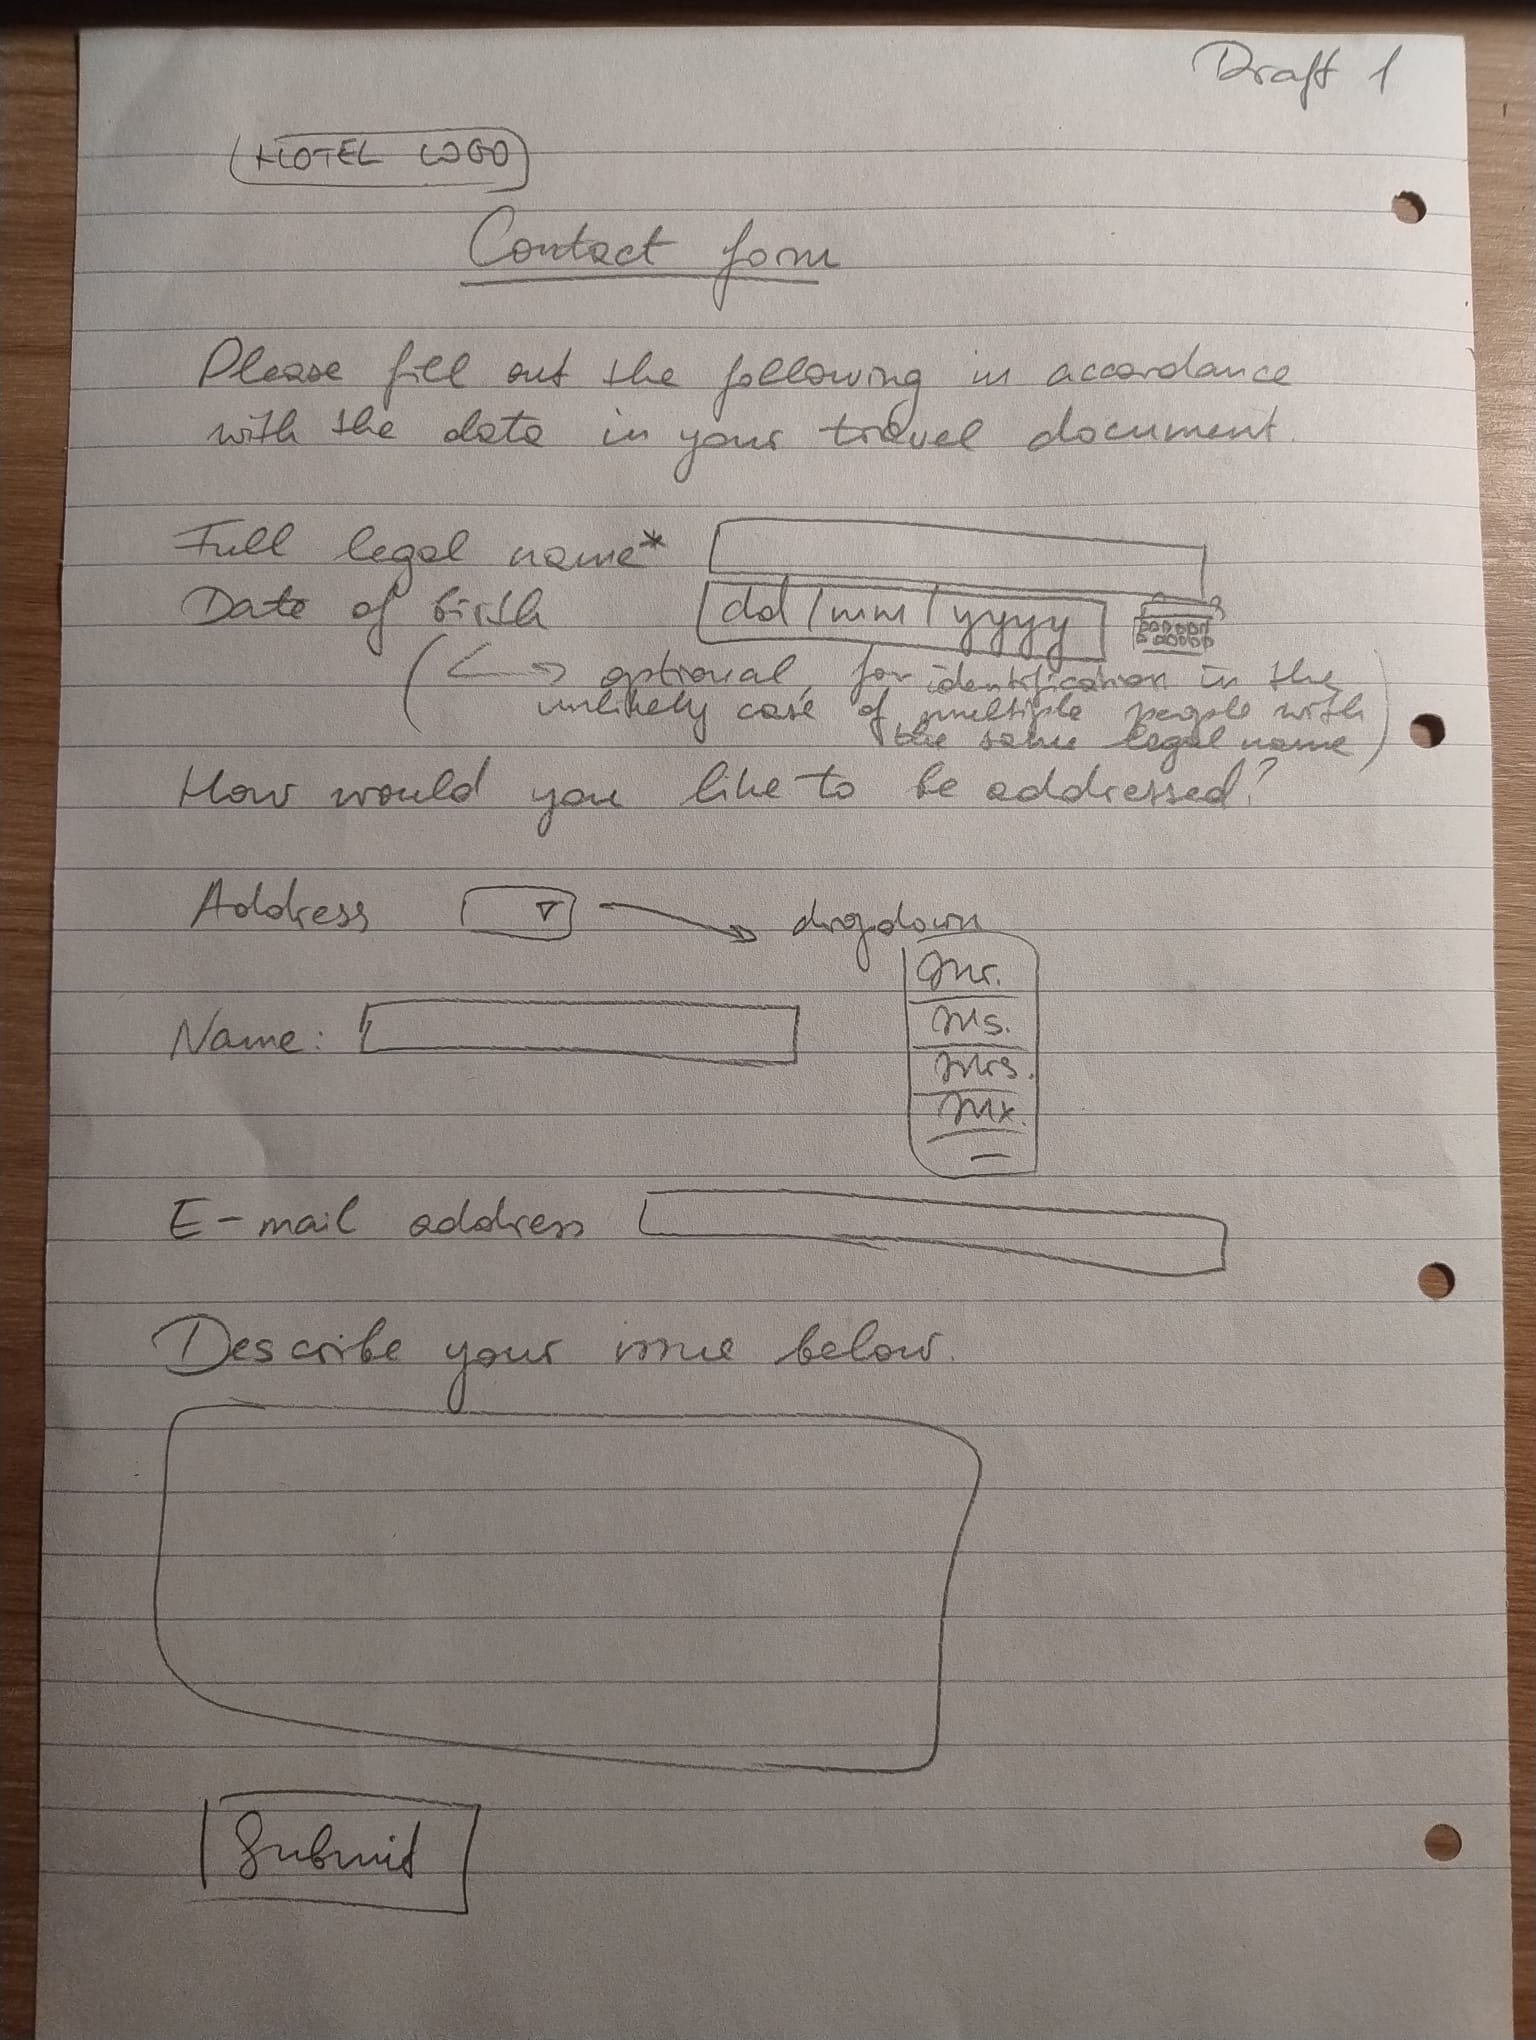 Draft 1
HOTEL LOGO
Contact form
Please fill out the following in accordance
with the data in your travel document.
Full legal name*
Date of birth dd/mm/yyyy
( <--> optional, for identification in the
unlikely case of multiple people with
the same legal name)
How would you like to be addressed?
Address dropdown
Mr.
Ms.
Name:
Mrs.
Mx.
–
E-mail address
Describe your issue below.
Submit